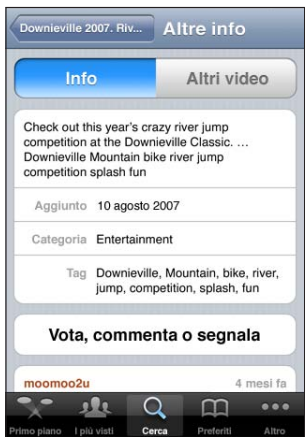 Downieville 2007. Riv...
Altre info
Info
Altri video
Check out this year's crazy river jump
competition at the Downieville Classic. ...
Downieville Mountain bike river jump
competition splash fun
Aggiunto 10 agosto 2007
Categoria Entertainment
Tag Downieville, Mountain, bike, river,
jump, competition, splash, fun
Vota, commenta o segnala
moomoo2u 4 mesi fa
Primo piano I più visti Cerca Preferiti Altro